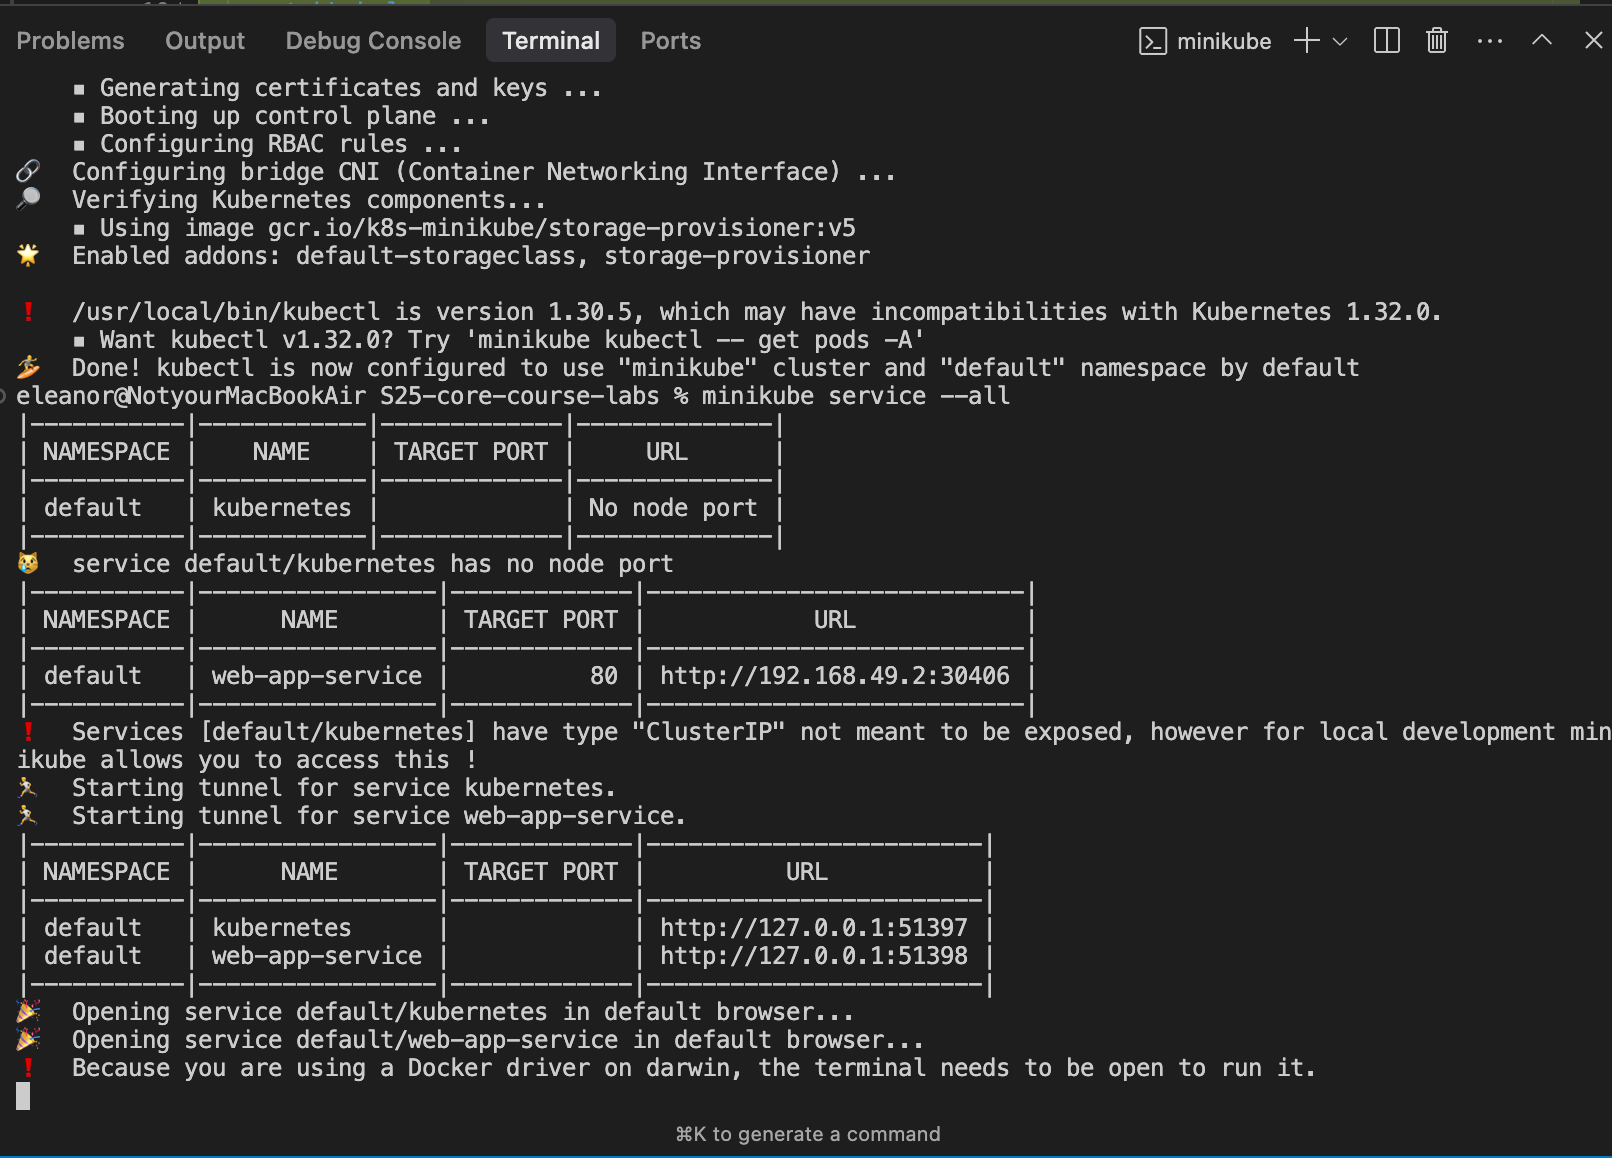 Problems Output Debug Console Terminal Ports minikube
▪ Generating certificates and keys ...
▪ Booting up control plane ...
▪ Configuring RBAC rules ...
🔗 Configuring bridge CNI (Container Networking Interface) ...
🔎 Verifying Kubernetes components...
▪ Using image gcr.io/k8s-minikube/storage-provisioner:v5
🌟 Enabled addons: default-storageclass, storage-provisioner
❗ /usr/local/bin/kubectl is version 1.30.5, which may have incompatibilities with Kubernetes 1.32.0.
▪ Want kubectl v1.32.0? Try 'minikube kubectl -- get pods -A'
🏄 Done! kubectl is now configured to use "minikube" cluster and "default" namespace by default
eleanor@NotyourMacBookAir S25-core-course-labs % minikube service --all
|-----------|------------|-------------|--------------|
| NAMESPACE | NAME | TARGET PORT | URL |
|-----------|------------|-------------|--------------|
| default | kubernetes | | No node port |
|-----------|------------|-------------|--------------|
😿 service default/kubernetes has no node port
|-----------|-----------------|-------------|---------------------------|
| NAMESPACE | NAME | TARGET PORT | URL |
|-----------|-----------------|-------------|---------------------------|
| default | web-app-service | 80 | http://192.168.49.2:30406 |
|-----------|-----------------|-------------|---------------------------|
❗ Services [default/kubernetes] have type "ClusterIP" not meant to be exposed, however for local development min
ikube allows you to access this !
🏃 Starting tunnel for service kubernetes.
🏃 Starting tunnel for service web-app-service.
|-----------|-----------------|-------------|------------------------|
| NAMESPACE | NAME | TARGET PORT | URL |
|-----------|-----------------|-------------|------------------------|
| default | kubernetes | | http://127.0.0.1:51397 |
| default | web-app-service | | http://127.0.0.1:51398 |
|-----------|-----------------|-------------|------------------------|
🎉 Opening service default/kubernetes in default browser...
🎉 Opening service default/web-app-service in default browser...
❗ Because you are using a Docker driver on darwin, the terminal needs to be open to run it.
⌘K to generate a command